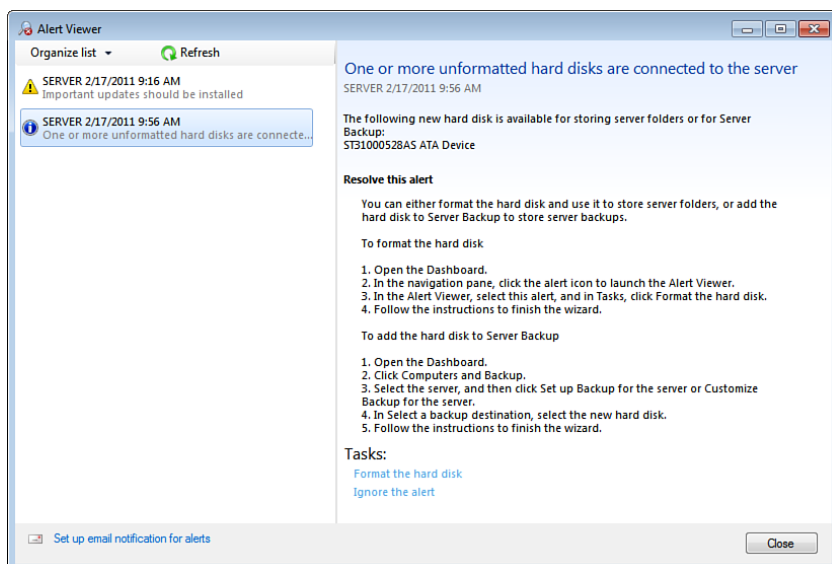 Alert Viewer
Organize list
Refresh
SERVER 2/17/2011 9:16 AM
Important updates should be installed
SERVER 2/17/2011 9:56 AM
One or more unformatted hard disks are connecte...
One or more unformatted hard disks are connected to the server
SERVER 2/17/2011 9:56 AM
The following new hard disk is available for storing server folders or for Server
Backup:
ST31000528AS ATA Device
Resolve this alert
You can either format the hard disk and use it to store server folders, or add the
hard disk to Server Backup to store server backups.
To format the hard disk
1. Open the Dashboard.
2. In the navigation pane, click the alert icon to launch the Alert Viewer.
3. In the Alert Viewer, select this alert, and in Tasks, click Format the hard disk.
4. Follow the instructions to finish the wizard.
To add the hard disk to Server Backup
1. Open the Dashboard.
2. Click Computers and Backup.
3. Select the server, and then click Set up Backup for the server or Customize
Backup for the server.
4. In Select a backup destination, select the new hard disk.
5. Follow the instructions to finish the wizard.
Tasks:
Format the hard disk
Ignore the alert
Set up email notification for alerts
Close